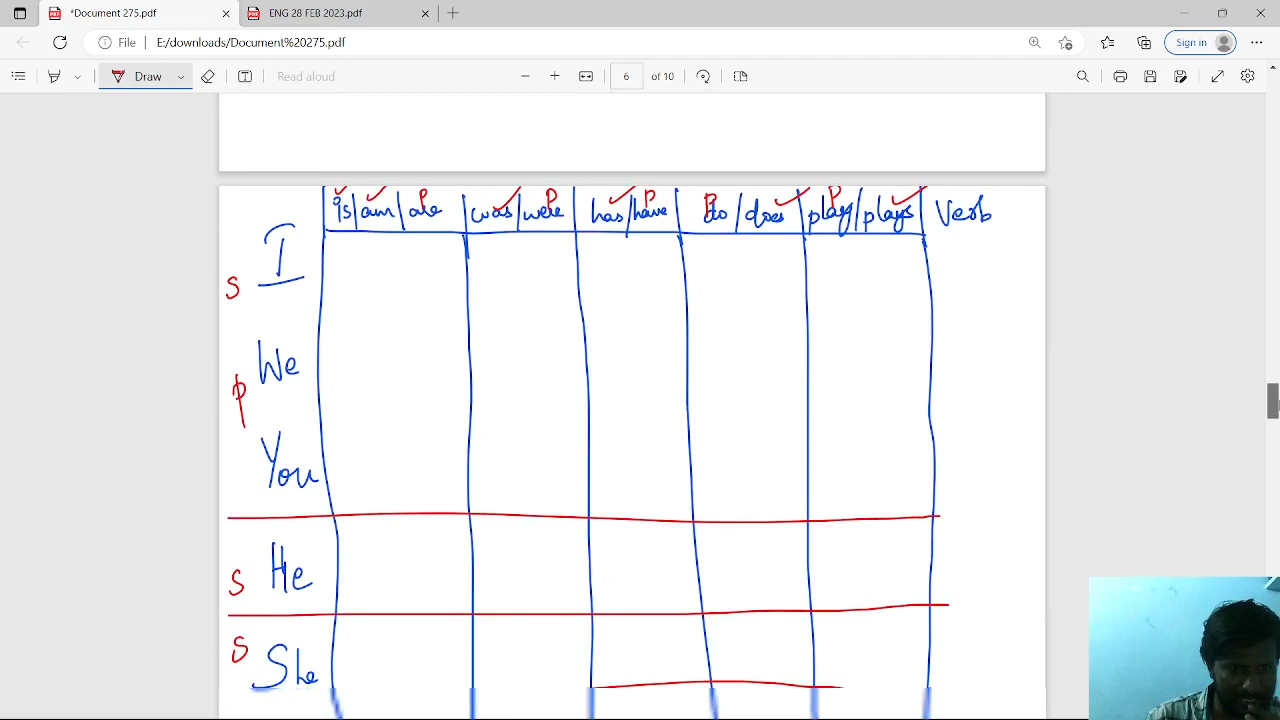 *Document 275.pdf
ENG 28 FEB 2023.pdf
File
E:/downloads/Document%20275.pdf
Sign in
Draw
Read aloud
6
of 10
p p p p p
is/am/are
was/were
has/have
do/does
play/plays
Verb
I
s
We
p
You
s He
s She